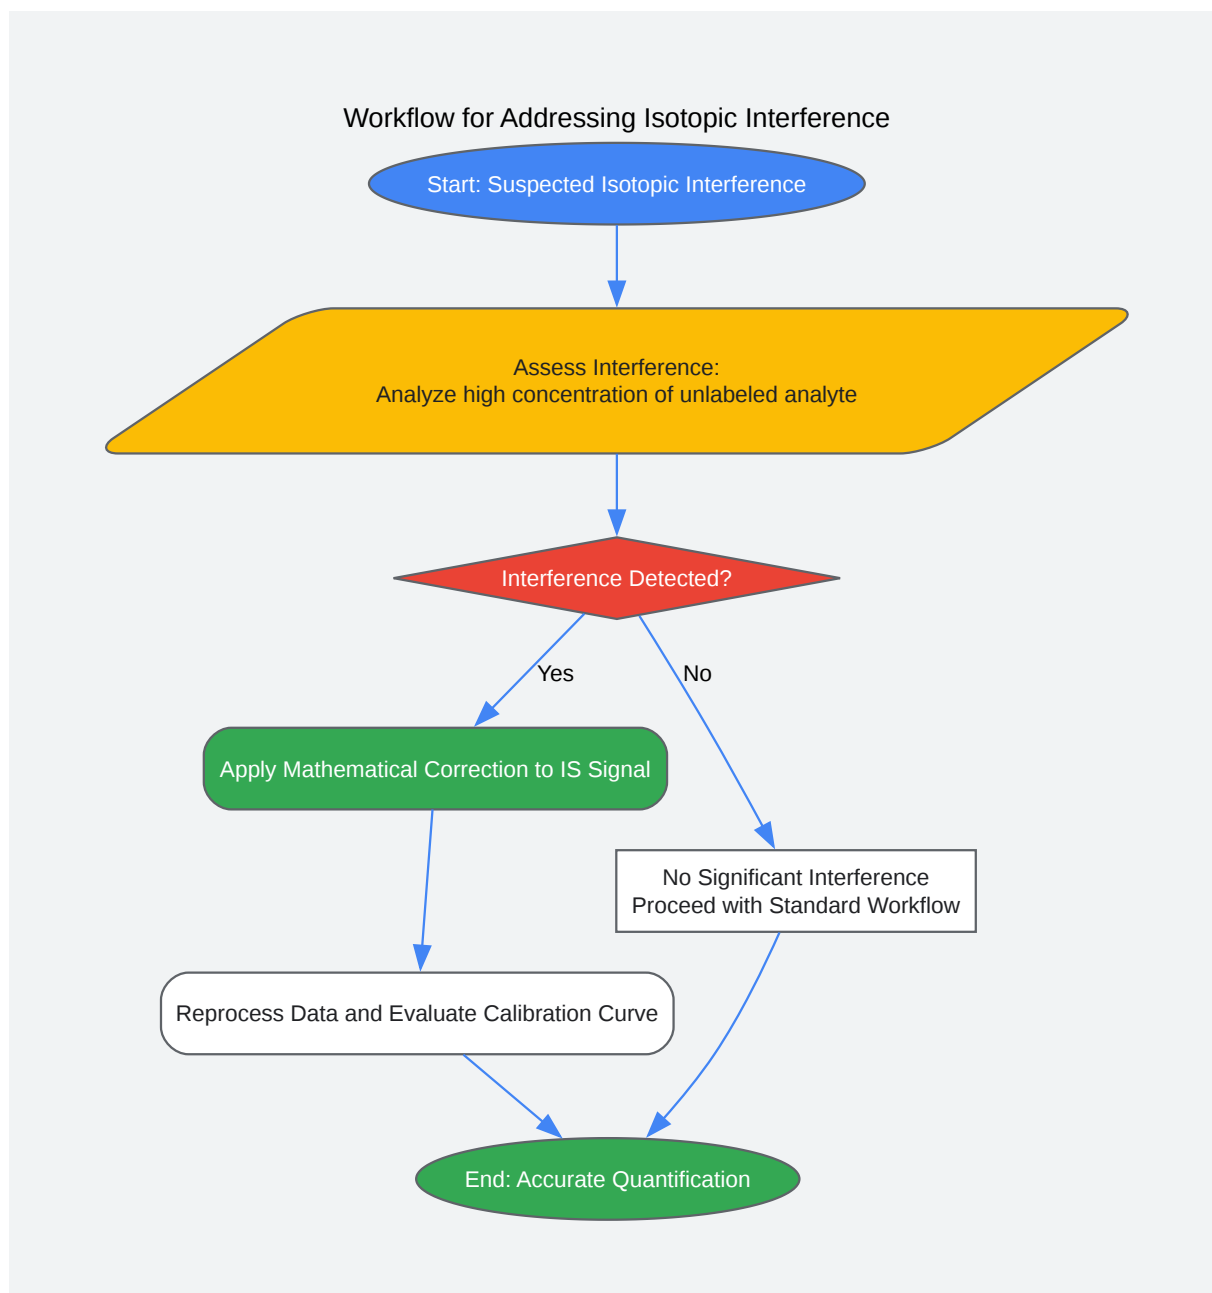 Workflow for Addressing Isotopic Interference
Start: Suspected Isotopic Interference
Assess Interference:
Analyze high concentration of unlabeled analyte
Interference Detected?
Yes
No
Apply Mathematical Correction to IS Signal
No Significant Interference
Proceed with Standard Workflow
Reprocess Data and Evaluate Calibration Curve
End: Accurate Quantification